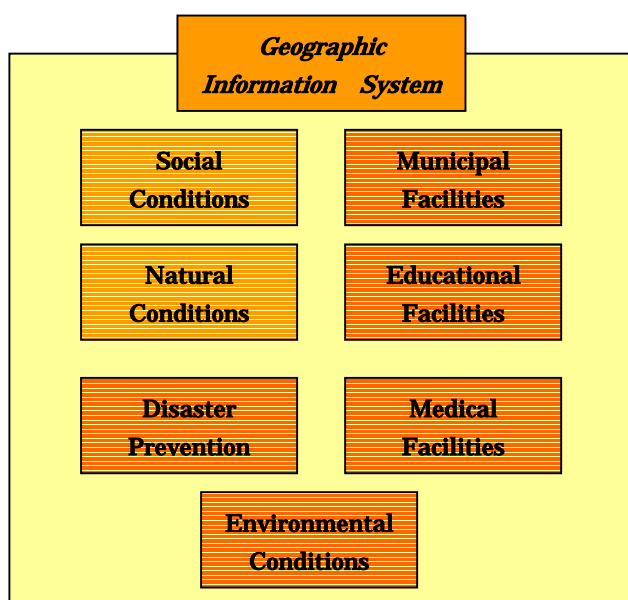 Geographic
Information System
Social
Conditions
Municipal
Facilities
Natural
Conditions
Educational
Facilities
Disaster
Prevention
Medical
Facilities
Environmental
Conditions